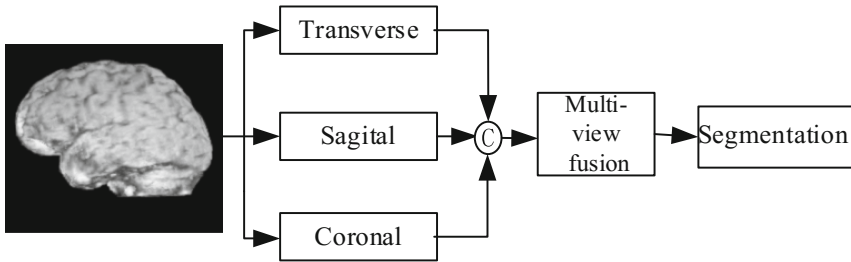 Transverse
Sagital
Coronal
C
Multi-
view
fusion
Segmentation